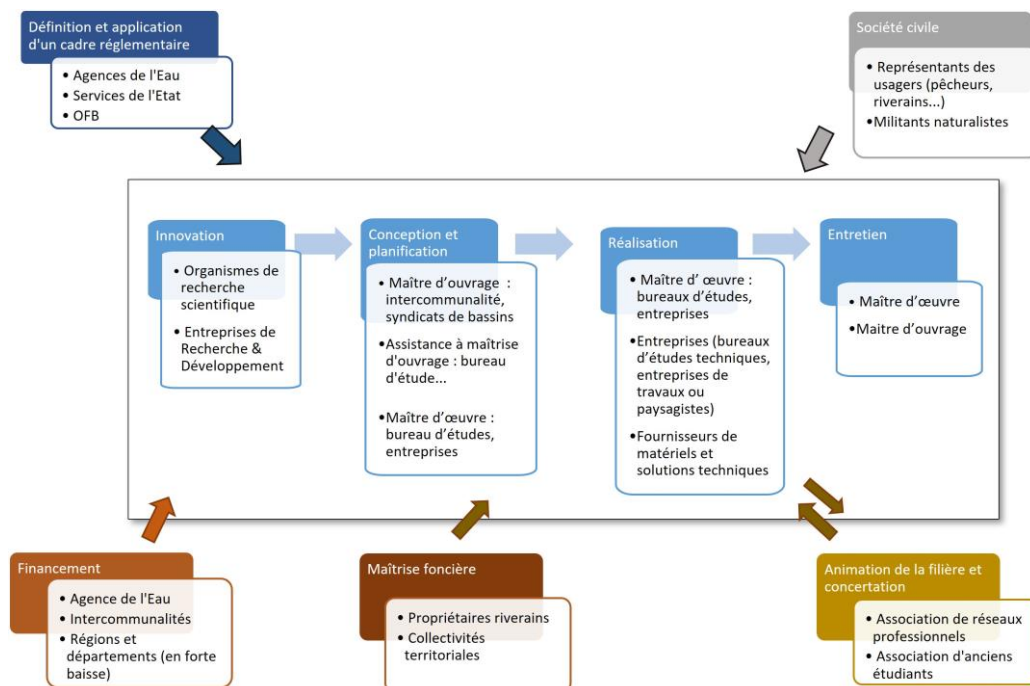 Définition et application
d'un cadre réglementaire
• Agences de l'Eau
• Services de l'Etat
• OFB
Société civile
• Représentants des
usagers (pêcheurs,
riverains...)
•Militants naturalistes
Innovation
• Organismes de
recherche
scientifique
• Entreprises de
Recherche &
Développement
Conception et
planification
• Maître d’ouvrage :
intercommunalité,
syndicats de bassins
•Assistance à maîtrise
d'ouvrage : bureau
d'étude...
•Maître d’œuvre :
bureau d’études,
entreprises
Réalisation
• Maître d’ œuvre :
bureaux d’études,
entreprises
•Entreprises (bureaux
d’études techniques,
entreprises de
travaux ou
paysagistes)
•Fournisseurs de
matériels et
solutions techniques
Entretien
• Maître d’œuvre
•Maitre d’ouvrage
Financement
• Agence de l'Eau
• Intercommunalités
• Régions et
départements (en forte
baisse)
Maîtrise foncière
• Propriétaires riverains
• Collectivités
territoriales
Animation de la filière et
concertation
• Association de réseaux
professionnels
• Association d'anciens
étudiants